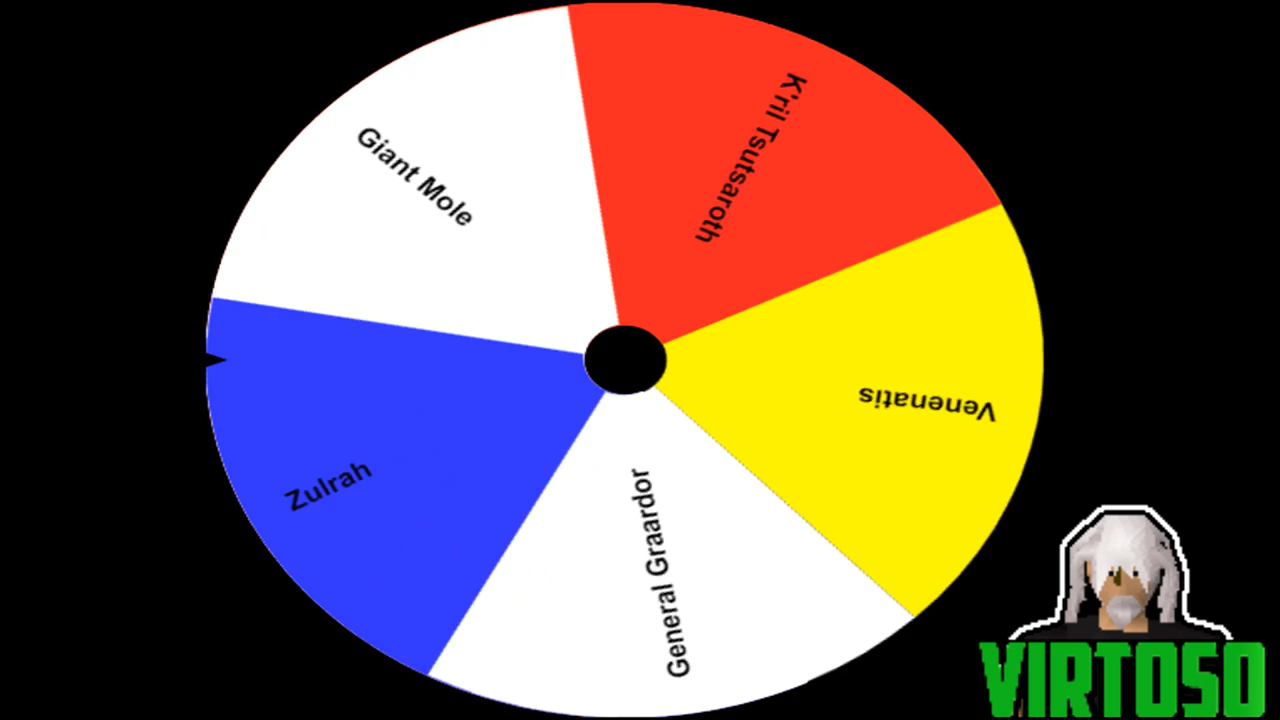 Giant Mole
K'ril Tsutsaroth
Venenatis
Zulrah
General Graardor
VIRTOSO